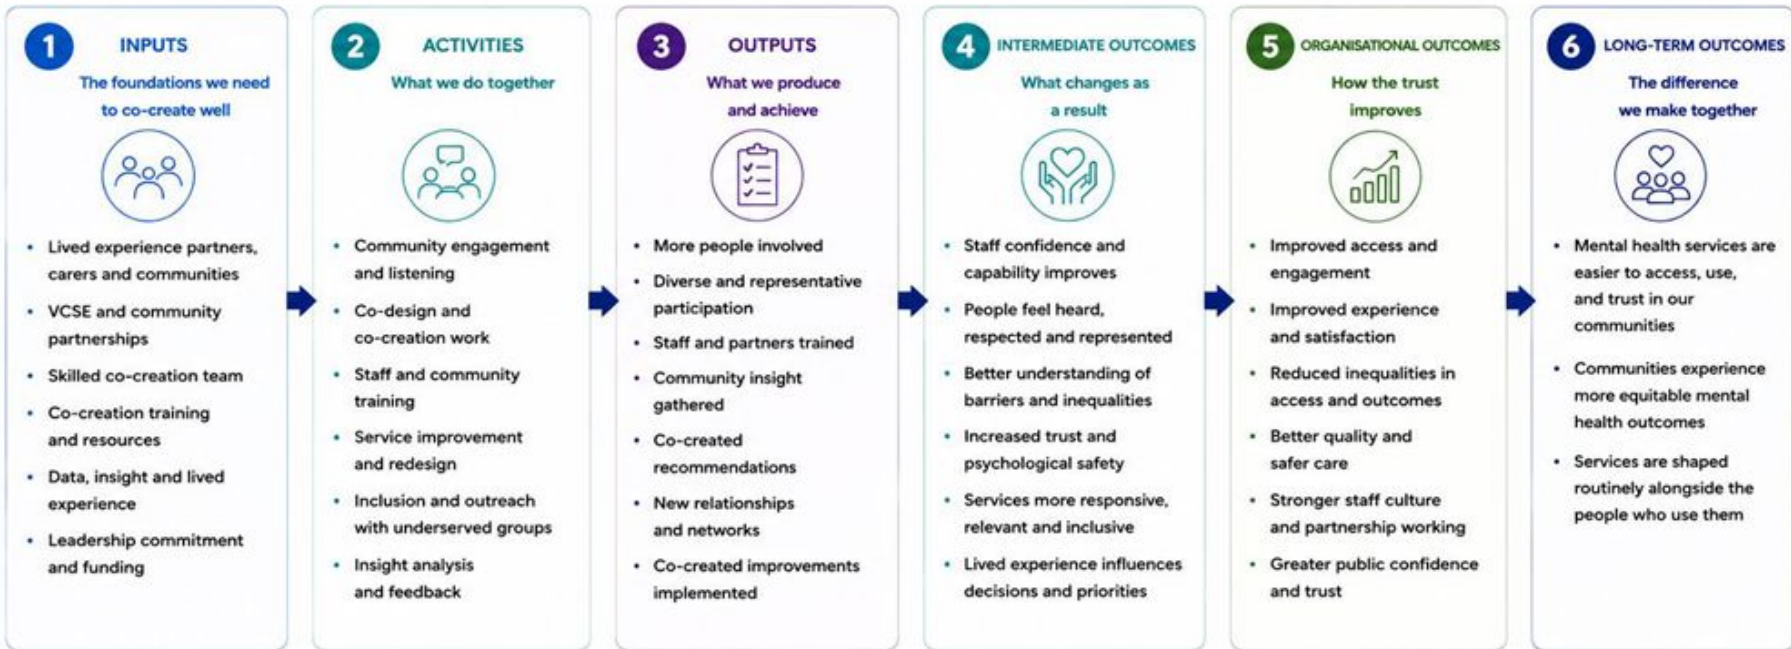 1 INPUTS
The foundations we need
to co-create well
• Lived experience partners,
carers and communities
• VCSE and community
partnerships
• Skilled co-creation team
• Co-creation training
and resources
• Data, insight and lived
experience
• Leadership commitment
and funding
2 ACTIVITIES
What we do together
• Community engagement
and listening
• Co-design and
co-creation work
• Staff and community
training
• Service improvement
and redesign
• Inclusion and outreach
with underserved groups
• Insight analysis
and feedback
3 OUTPUTS
What we produce
and achieve
• More people involved
• Diverse and representative
participation
• Staff and partners trained
• Community insight
gathered
• Co-created
recommendations
• New relationships
and networks
• Co-created improvements
implemented
4 INTERMEDIATE OUTCOMES
What changes as
a result
• Staff confidence and
capability improves
• People feel heard,
respected and represented
• Better understanding of
barriers and inequalities
• Increased trust and
psychological safety
• Services more responsive,
relevant and inclusive
• Lived experience influences
decisions and priorities
5 ORGANISATIONAL OUTCOMES
How the trust
improves
• Improved access and
engagement
• Improved experience
and satisfaction
• Reduced inequalities in
access and outcomes
• Better quality and
safer care
• Stronger staff culture
and partnership working
• Greater public confidence
and trust
6 LONG-TERM OUTCOMES
The difference
we make together
• Mental health services are
easier to access, use,
and trust in our
communities
• Communities experience
more equitable mental
health outcomes
• Services are shaped
routinely alongside the
people who use them